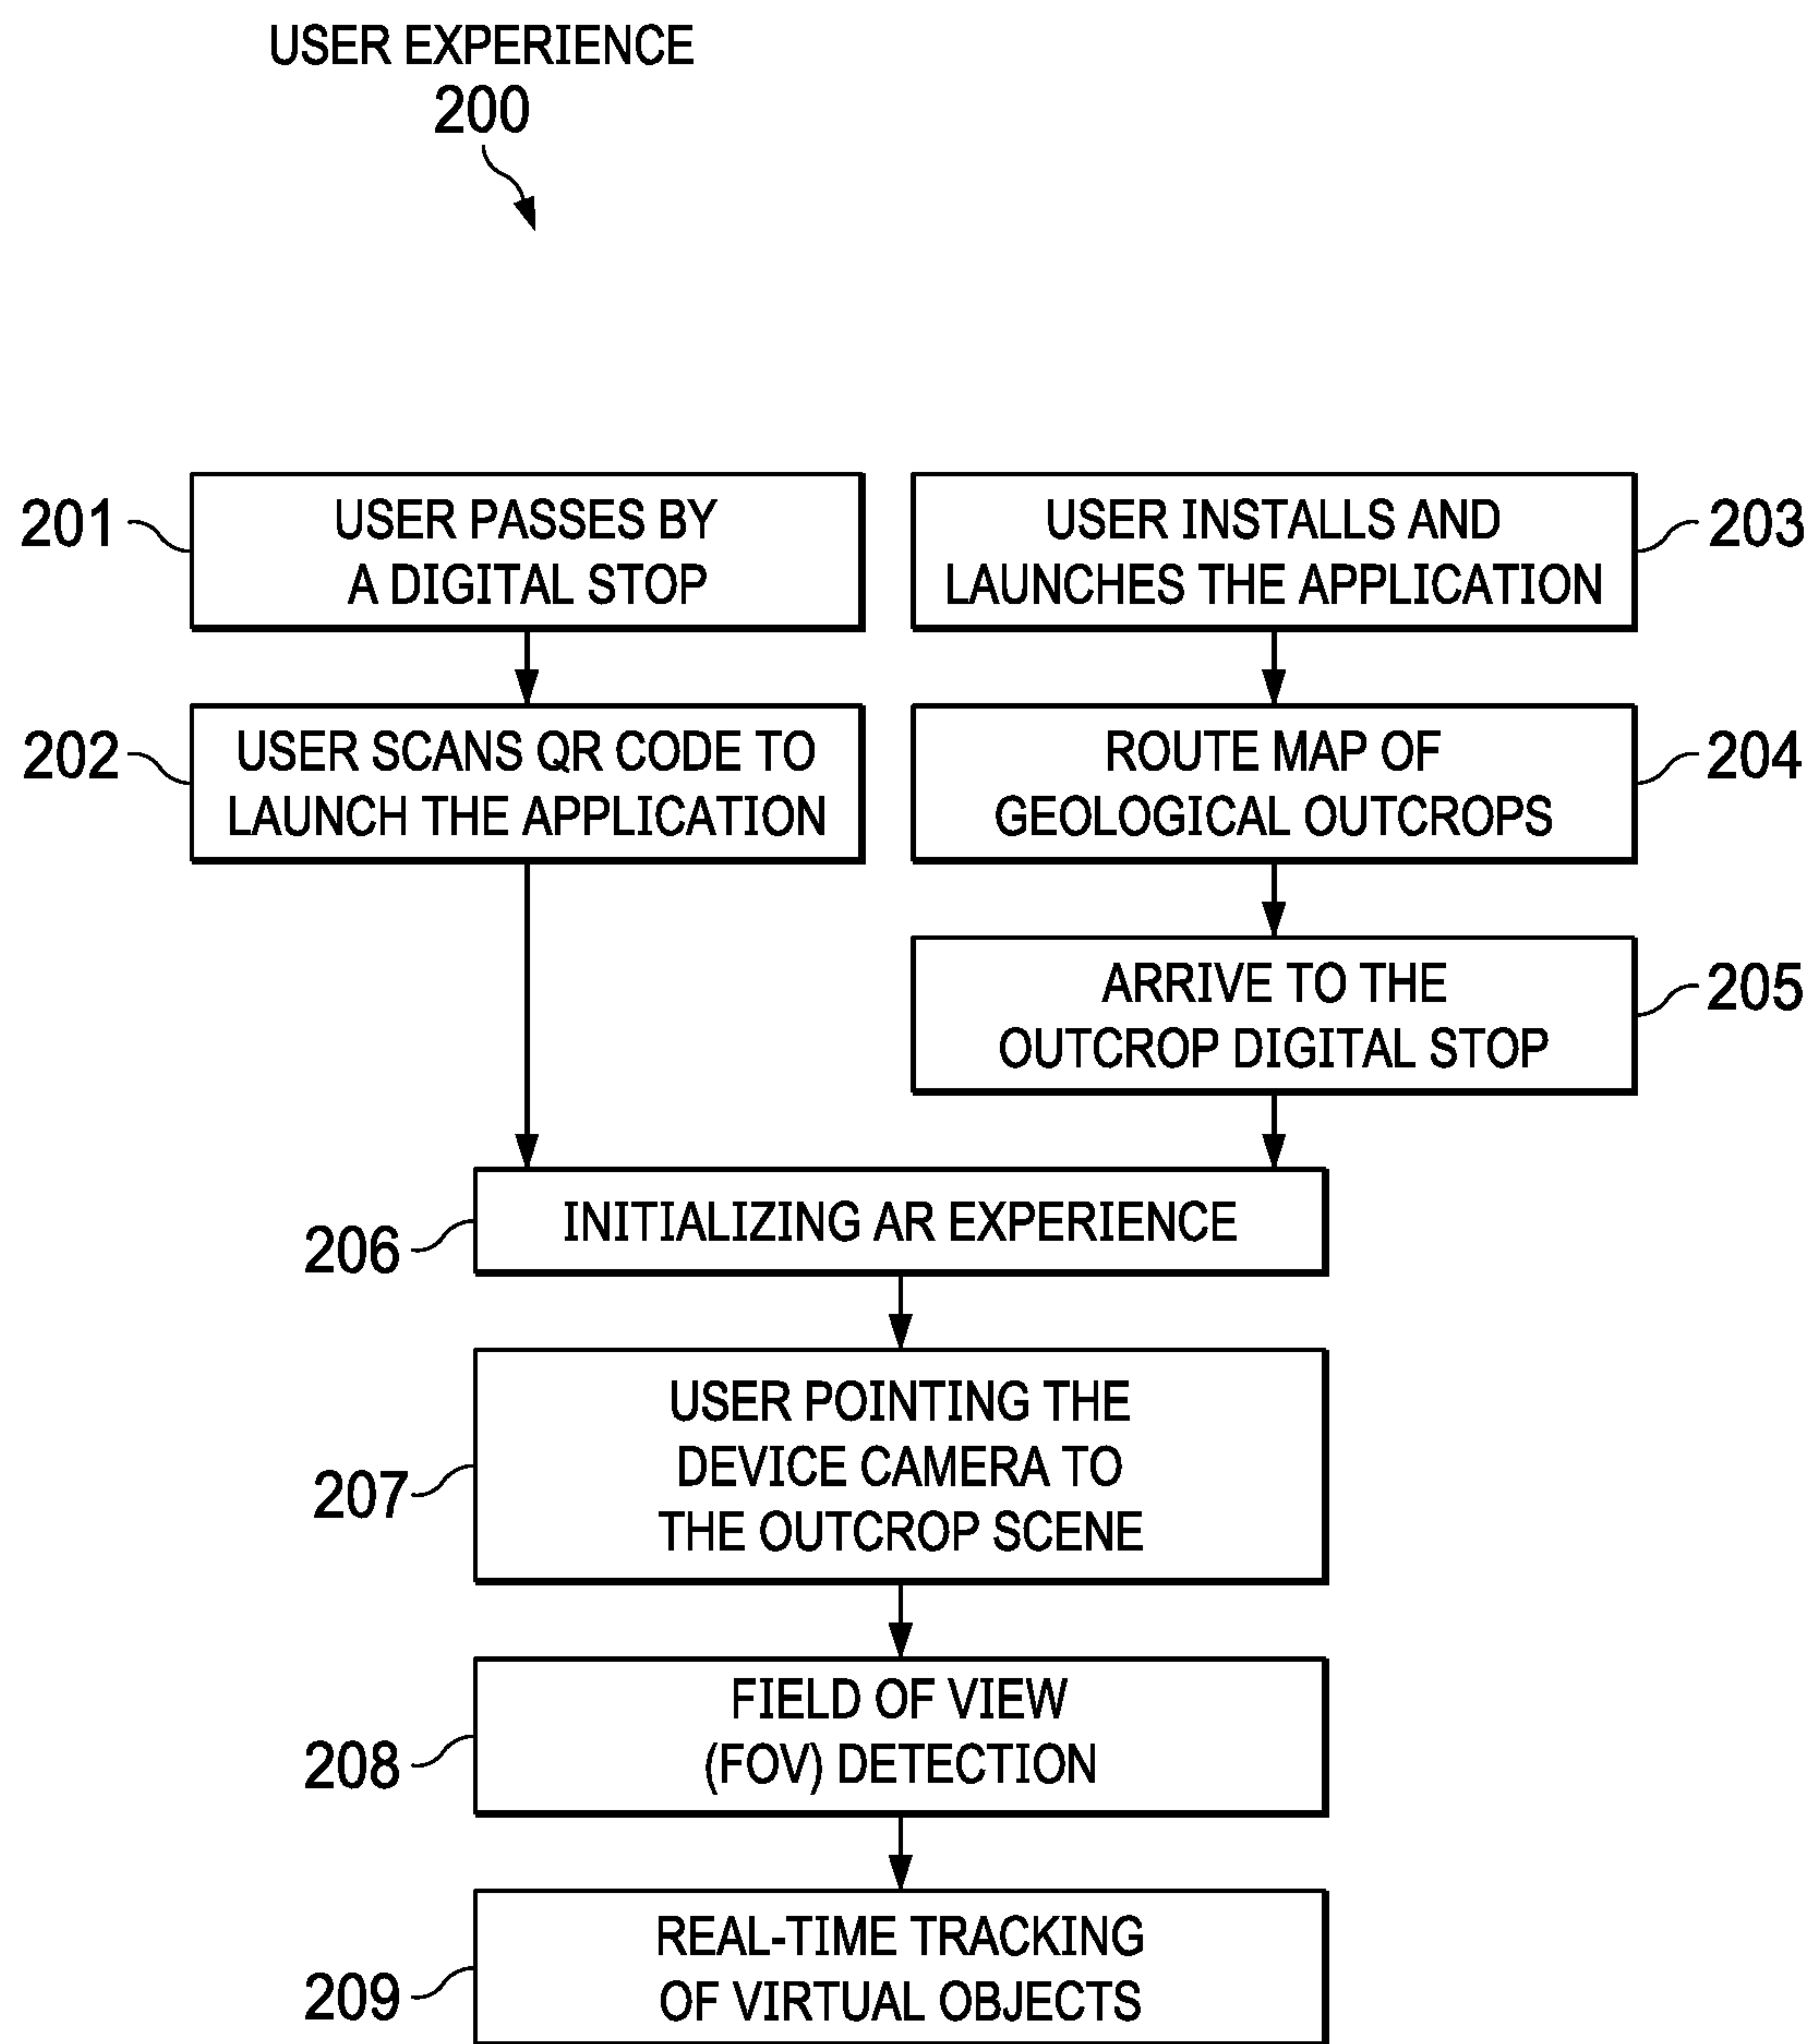 USER EXPERIENCE
200
201
USER PASSES BY
A DIGITAL STOP
203
USER INSTALLS AND
LAUNCHES THE APPLICATION
202
USER SCANS QR CODE TO
LAUNCH THE APPLICATION
204
ROUTE MAP OF
GEOLOGICAL OUTCROPS
205
ARRIVE TO THE
OUTCROP DIGITAL STOP
206
INITIALIZING AR EXPERIENCE
207
USER POINTING THE
DEVICE CAMERA TO
THE OUTCROP SCENE
208
FIELD OF VIEW
(FOV) DETECTION
209
REAL-TIME TRACKING
OF VIRTUAL OBJECTS